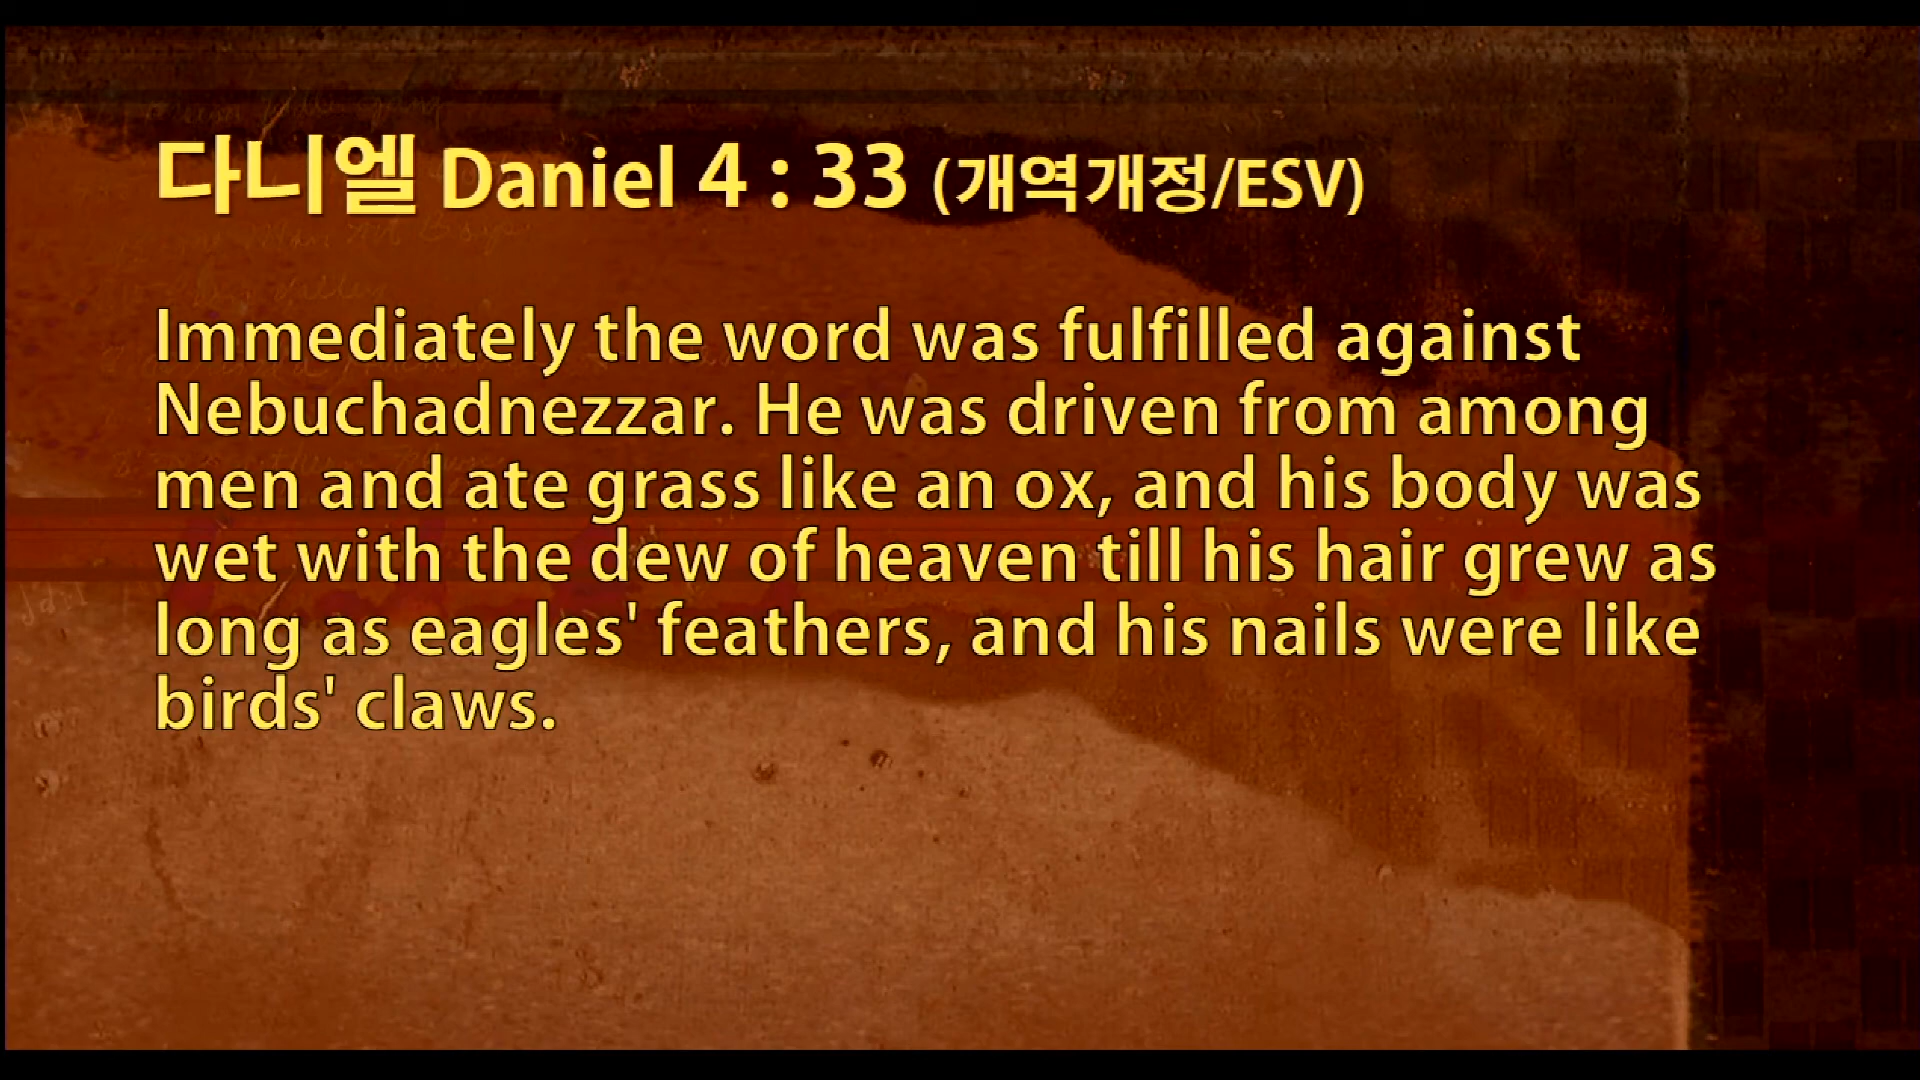 다니엘 Daniel 4 : 33 (개역개정/ESV)
Immediately the word was fulfilled against
Nebuchadnezzar. He was driven from among
men and ate grass like an ox, and his body was
wet with the dew of heaven till his hair grew as
long as eagles' feathers, and his nails were like
birds' claws.